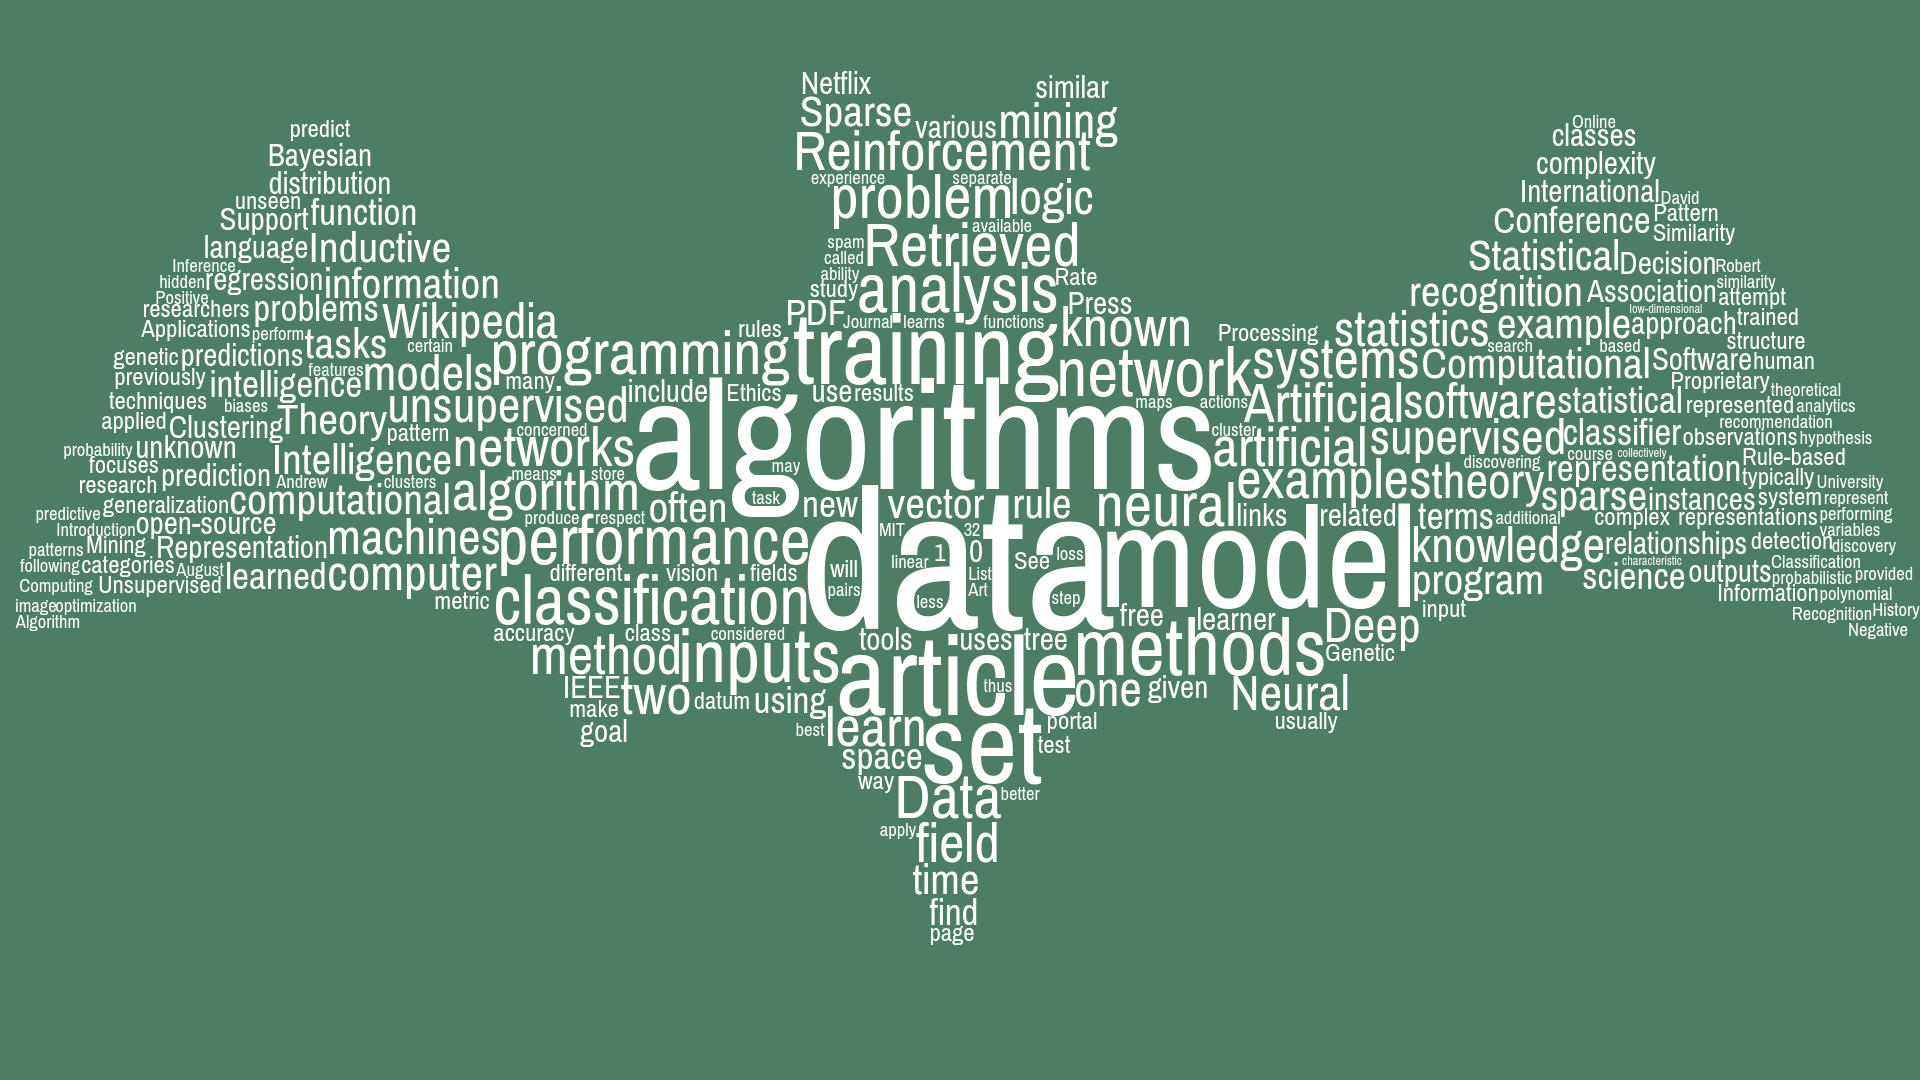 Netflix
similar
Sparse
various
mining
Reinforcement
experience
separate
problem
logic
available
Retrieved
spam
called
ability
study
analysis
Rate
PDF
Journal
learns
functions
Press
rules
training
known
predict
Bayesian
distribution
unseen
Support
function
language
Inductive
Inference
hidden
regression
information
Positive
researchers
problems
Wikipedia
Applications
perform
tasks
certain
programming
genetic
predictions
features
models
many
previously
intelligence
include
Ethics
use
results
techniques
biases
Theory
unsupervised
applied
Clustering
pattern
concerned
algorithms
probability
unknown
networks
focuses
research
prediction
Intelligence
means
store
may
Andrew
clusters
generalization
computational
algorithm
task
predictive
Introduction
open-source
produce
respect
often
new
vector
rule
patterns
Mining
Representation
machines
performance
data
MIT
32
1
0
following
categories
August
learned
computer
different
vision
fields
will
linear
List
See
loss
Computing
Unsupervised
metric
classification
pairs
less
Art
step
image
optimization
Algorithm
Online
classes
complexity
International
David
Conference
Pattern
Similarity
Statistical
Decision
Robert
recognition
Association
similarity
attempt
low-dimensional
Processing
statistics
example
approach
trained
search
based
structure
network
systems
Computational
Software
human
Proprietary
theoretical
maps
actions
Artificial
software
statistical
represented
analytics
recommendation
cluster
artificial
supervised
classifier
observations
hypothesis
course
collectively
discovering
Rule-based
examples
theory
representation
typically
University
neural
links
related
terms
sparse
instances
system
represent
additional
complex
representations
performing
variables
model
knowledge
relationships
detection
discovery
characteristic
Classification
program
science
outputs
probabilistic
provided
input
Information
polynomial
Recognition
History
Negative
accuracy
class
considered
tools
uses
tree
free
learner
Deep
method
inputs
article
methods
Genetic
IEEE
two
datum
using
thus
one
given
Neural
make
goal
best
learn
set
portal
usually
space
test
way
Data
better
apply
field
time
find
page